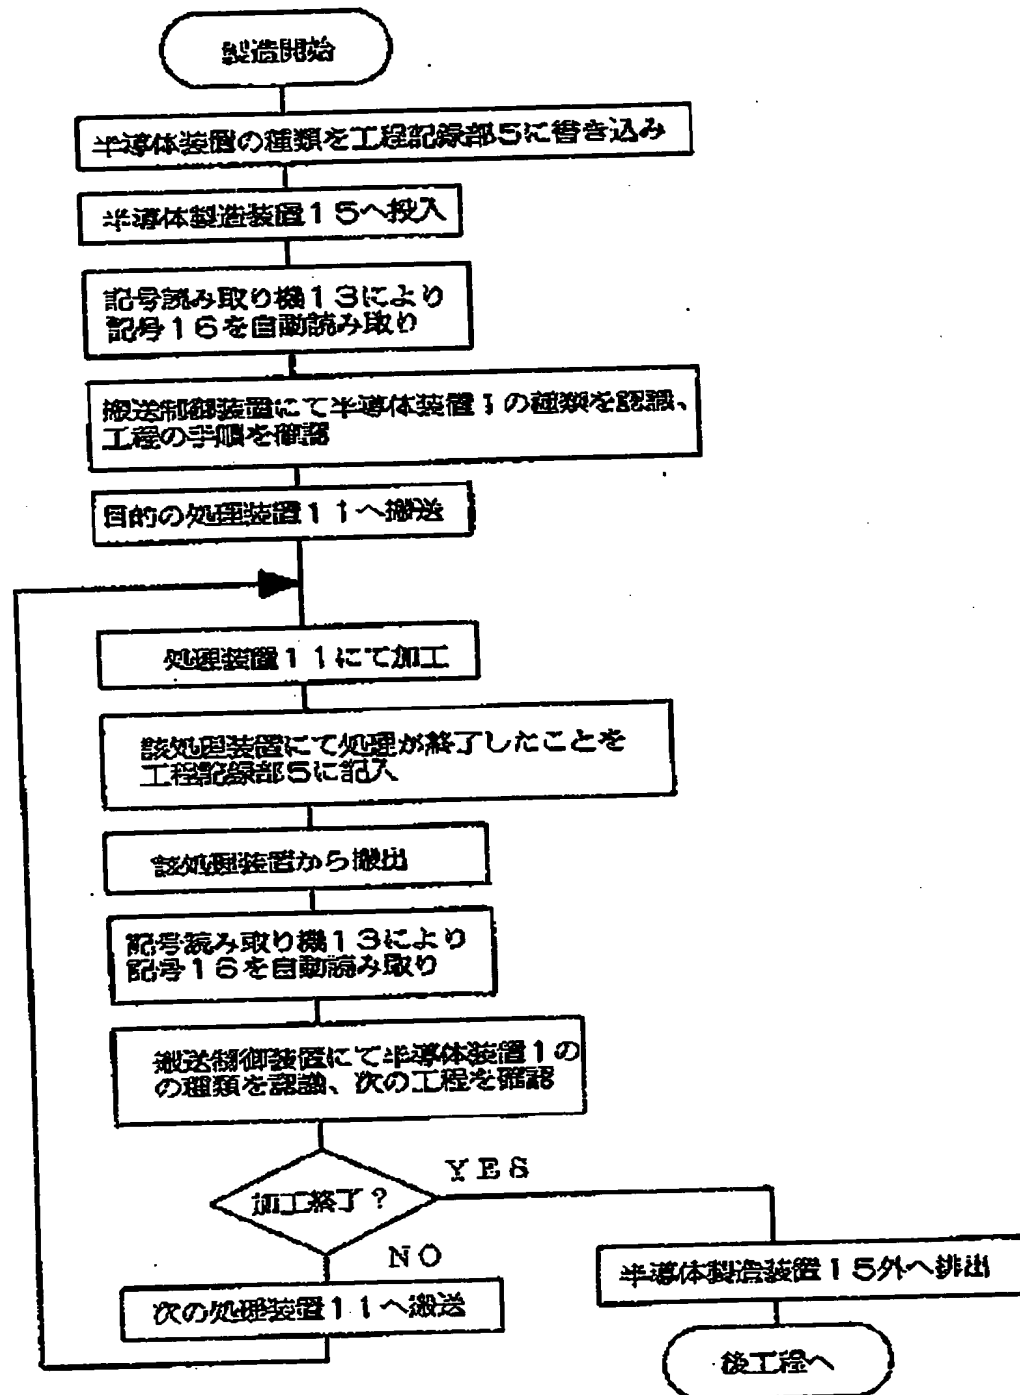 製造開始
半導体装置の種類を工程記録部5に書き込み
半導体製造装置15へ投入
記号読み取り機13により
記号16を自動読み取り
搬送制御装置にて半導体装置1の種類を認識、
工程の手順を確認
目的の処理装置11へ搬送
処理装置11にて加工
該処理装置にて処理が終了したことを
工程記録部5に記入
該処理装置から搬出
記号読み取り機13により
記号16を自動読み取り
搬送制御装置にて半導体装置1の
の種類を認識、次の工程を確認
加工終了?
YES
NO
半導体製造装置15外へ排出
次の処理装置11へ搬送
後工程へ